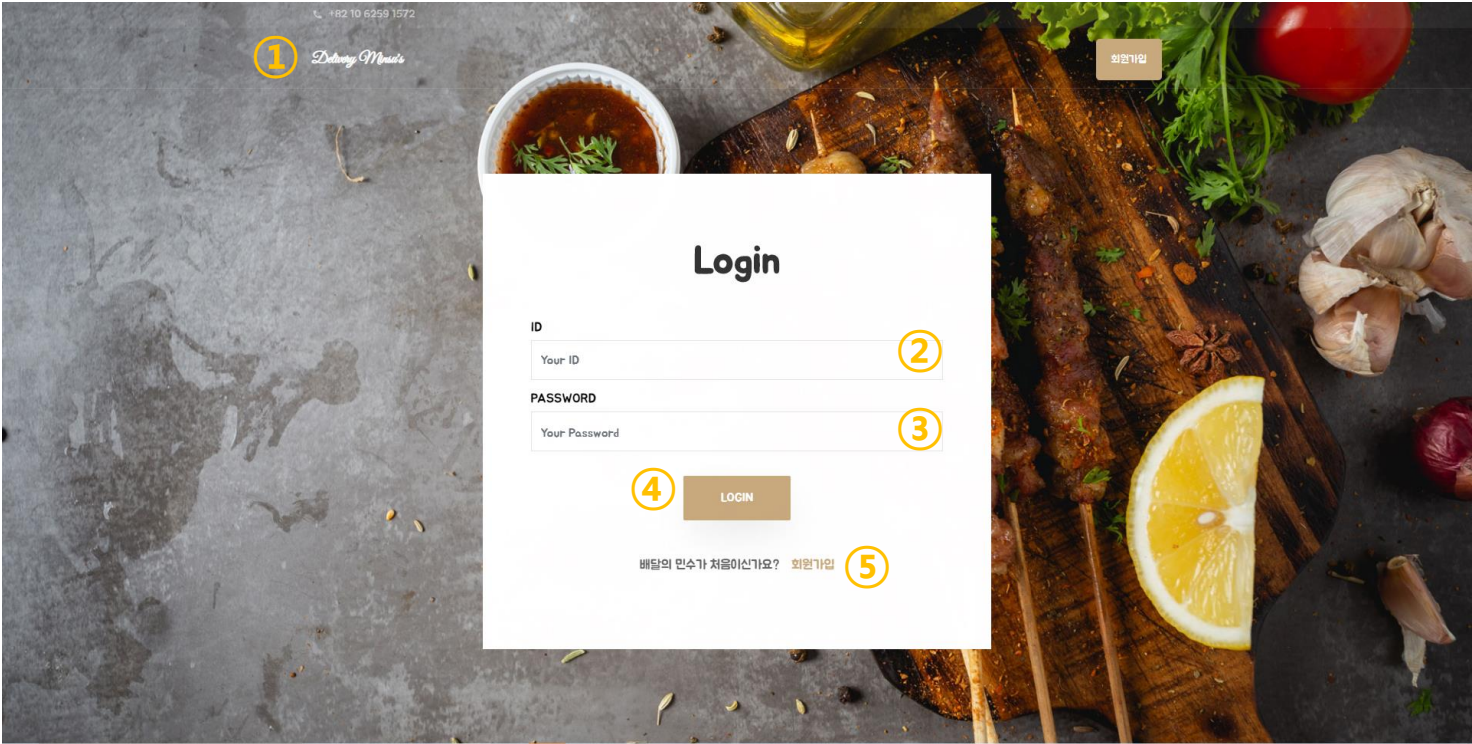 +82 10 6259 1572
① Delivery Minsu's
회원가입
Login
ID
Your ID ②
PASSWORD
Your Password ③
④ LOGIN
배달의 민수가 처음이신가요? 회원가입 ⑤